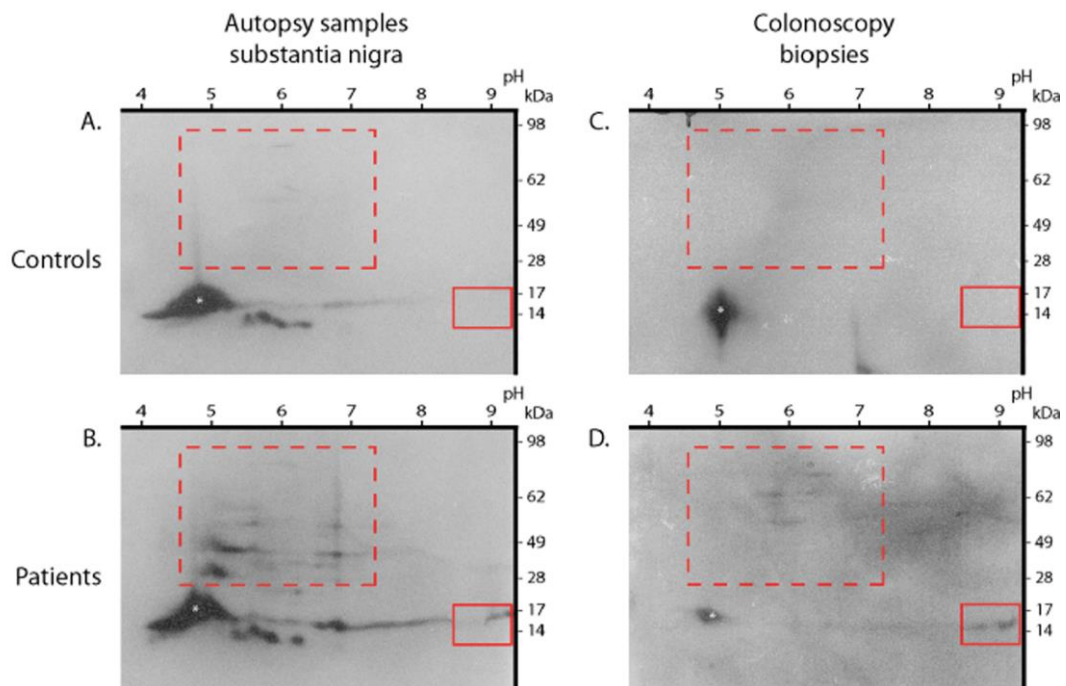 Autopsy samples
substantia nigra
Colonoscopy
biopsies
Controls
Patients
A.
4 5 6 7 8 9 pH
kDa
98
62
49
28
17
14
*
C.
4 5 6 7 8 9 pH
kDa
98
62
49
28
17
14
*
B.
4 5 6 7 8 9 pH
kDa
98
62
49
28
17
14
*
D.
4 5 6 7 8 9 pH
kDa
98
62
49
28
17
14
*